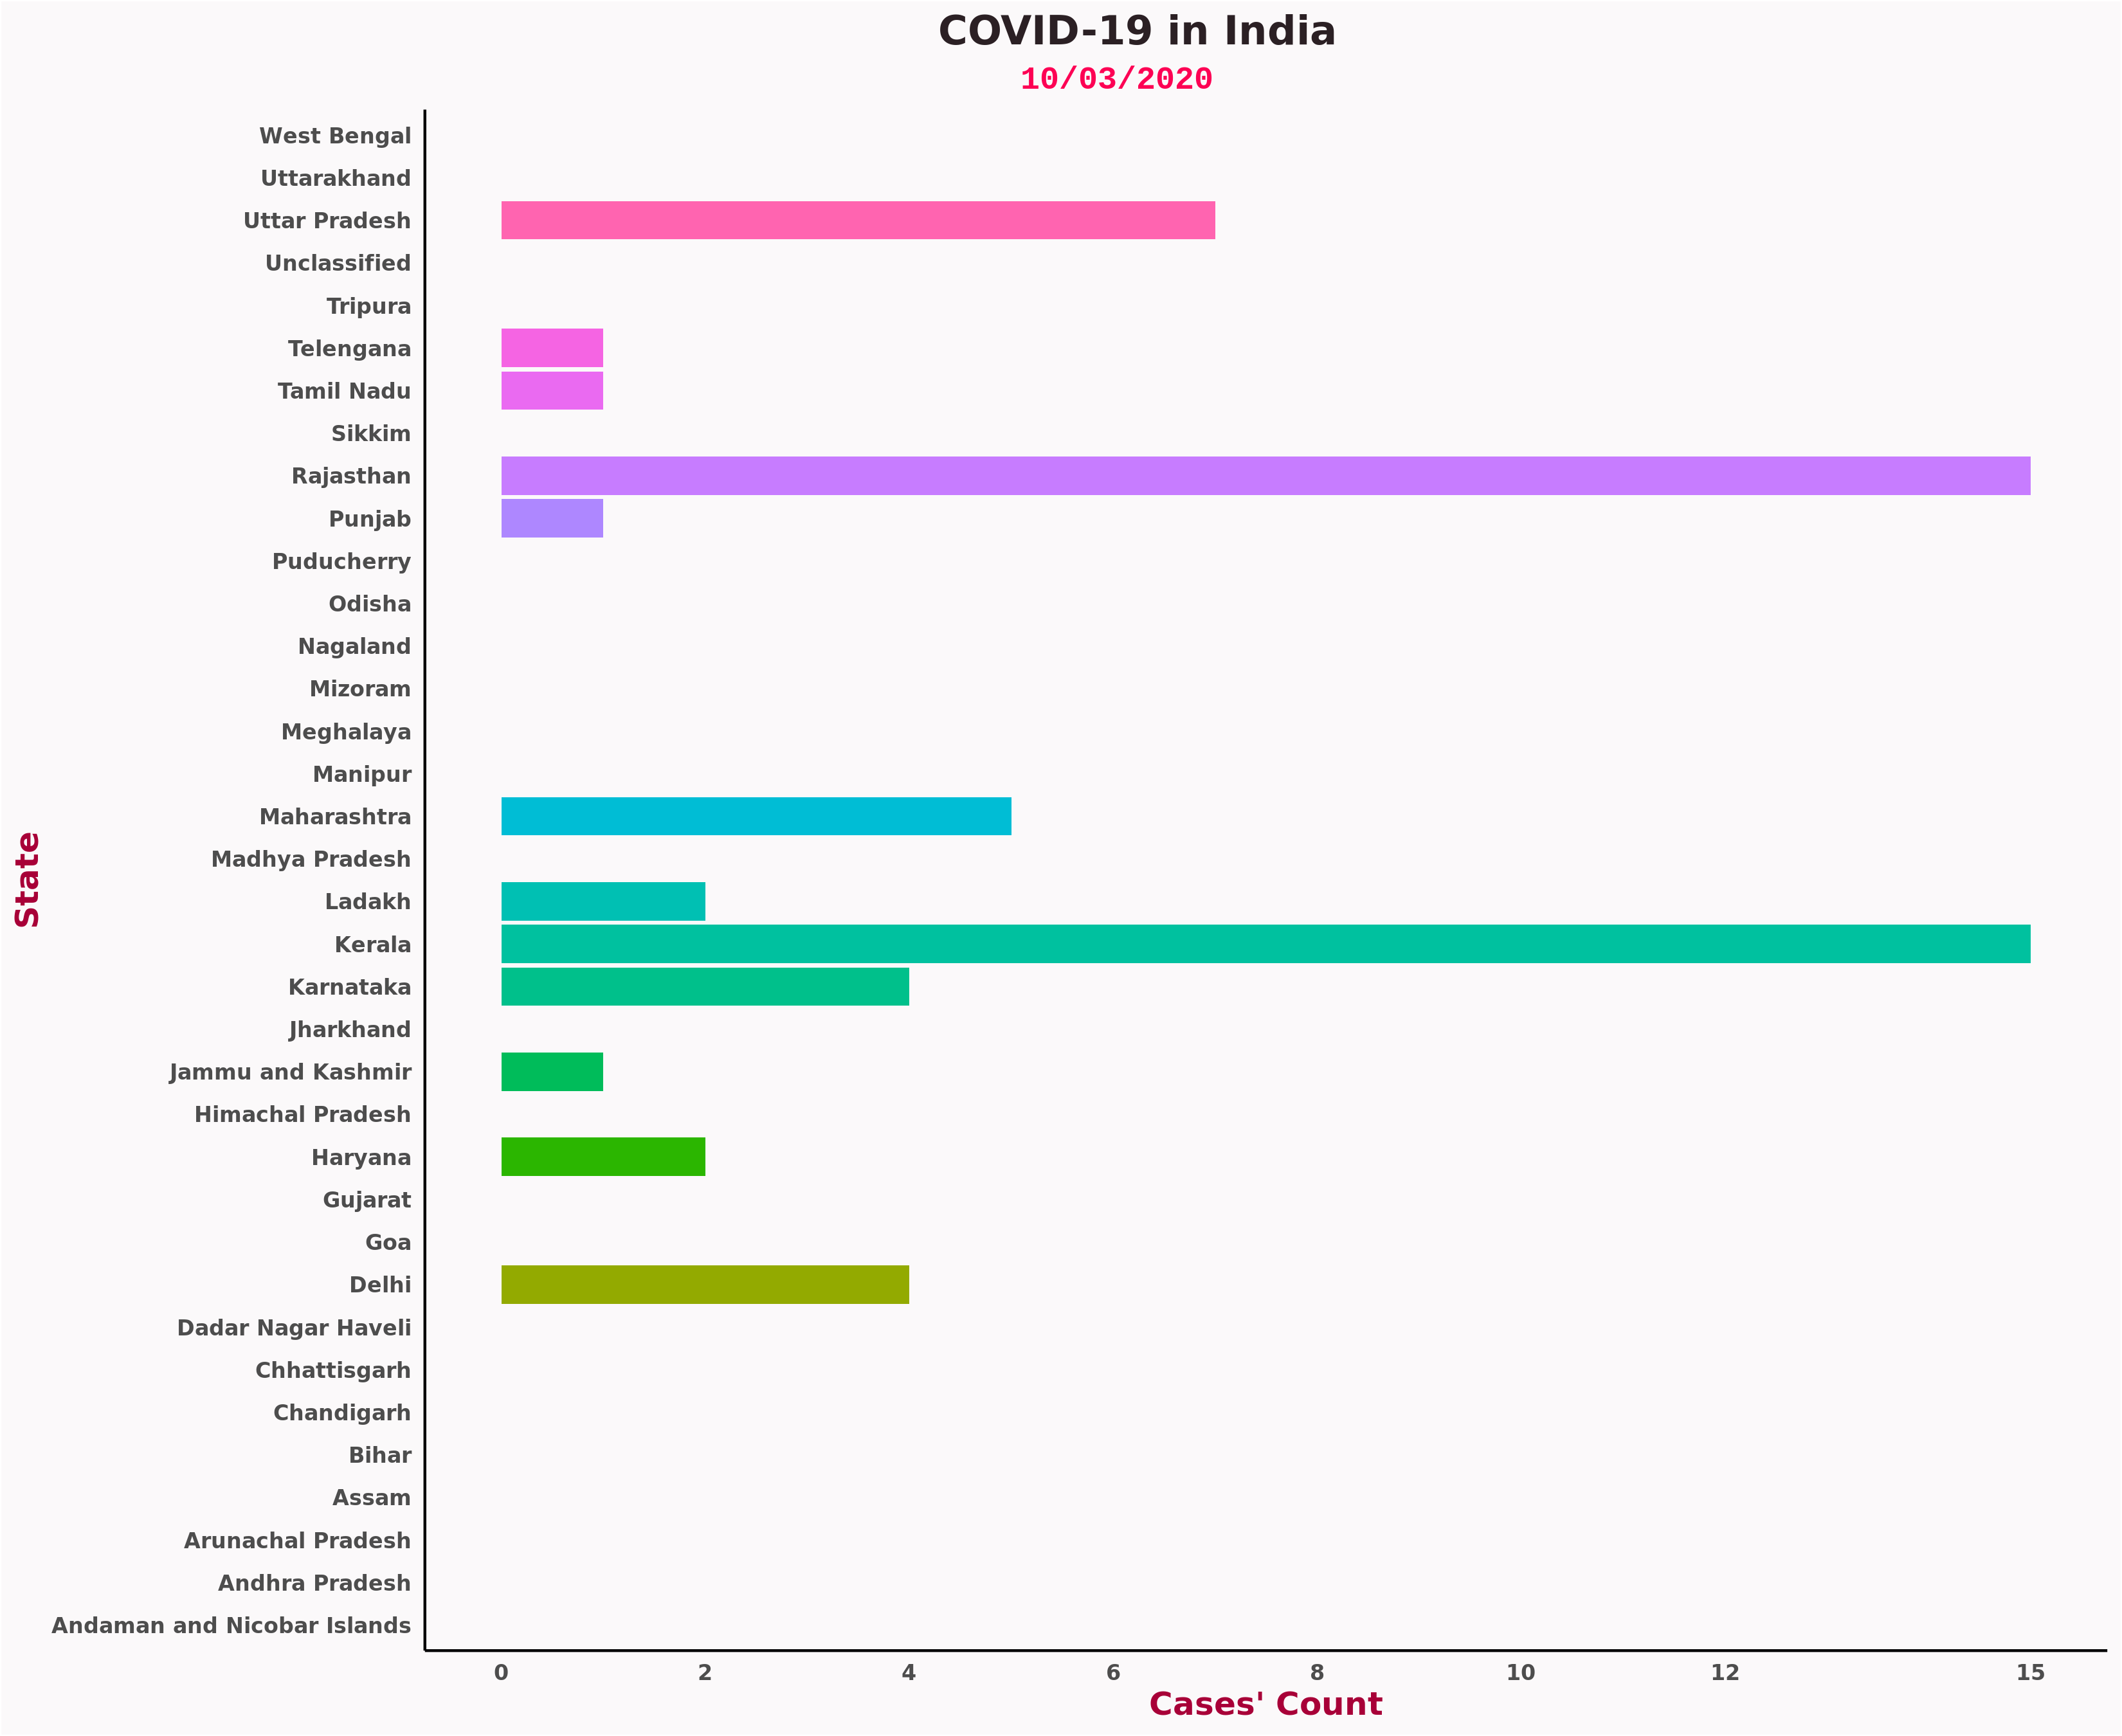 COVID-19 in India
10/03/2020
West Bengal
Uttarakhand
Uttar Pradesh
Unclassified
Tripura
Telengana
Tamil Nadu
Sikkim
Rajasthan
Punjab
Puducherry
Odisha
Nagaland
Mizoram
Meghalaya
Manipur
Maharashtra
Madhya Pradesh
Ladakh
Kerala
Karnataka
Jharkhand
Jammu and Kashmir
Himachal Pradesh
Haryana
Gujarat
Goa
Delhi
Dadar Nagar Haveli
Chhattisgarh
Chandigarh
Bihar
Assam
Arunachal Pradesh
Andhra Pradesh
Andaman and Nicobar Islands
State
0 2 4 6 8 10 12 15
Cases' Count